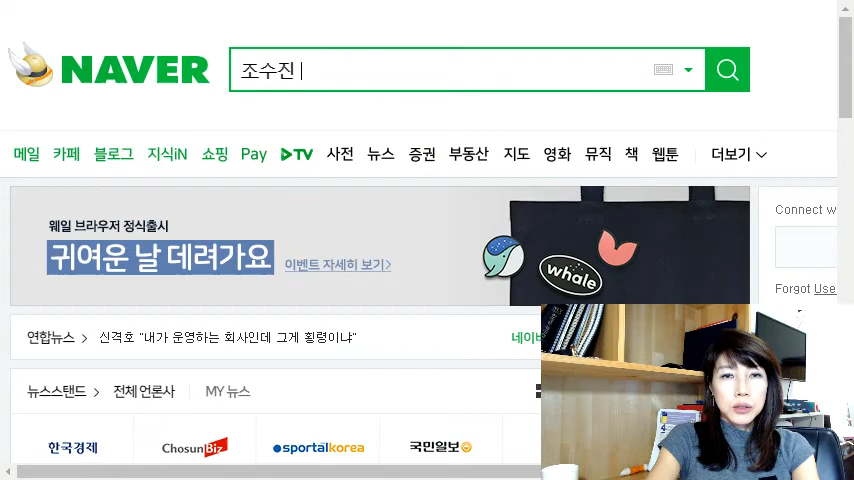 NAVER
조수진
메일 카페 블로그 지식iN 쇼핑 Pay TV 사전 뉴스 증권 부동산 지도 영화 뮤직 책 웹툰 더보기
웨일 브라우저 정식출시
귀여운 날 데려가요 이벤트 자세히 보기>
whale
Connect w
Forgot Use
연합뉴스 > 신격호 "내가 운영하는 회사인데 그게 횡령이냐"
네이버
뉴스스탠드 > 전체 언론사 MY 뉴스
한국경제 ChosunBiz sportalkorea 국민일보